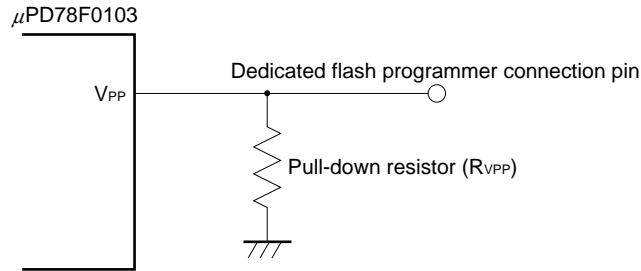 μPD78F0103
Dedicated flash programmer connection pin
VPP
Pull-down resistor (RVPP)